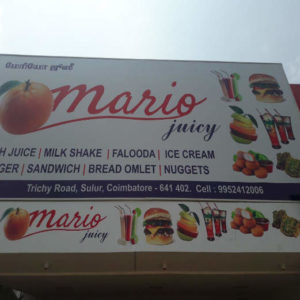 மேரியோ ஜுஸி
mario
juicy
H JUICE | MILK SHAKE | FALOODA | ICE CREAM
GER | SANDWICH | BREAD OMLET | NUGGETS
Trichy Road, Sulur, Coimbatore - 641 402. Cell : 9952412006
mario
juicy